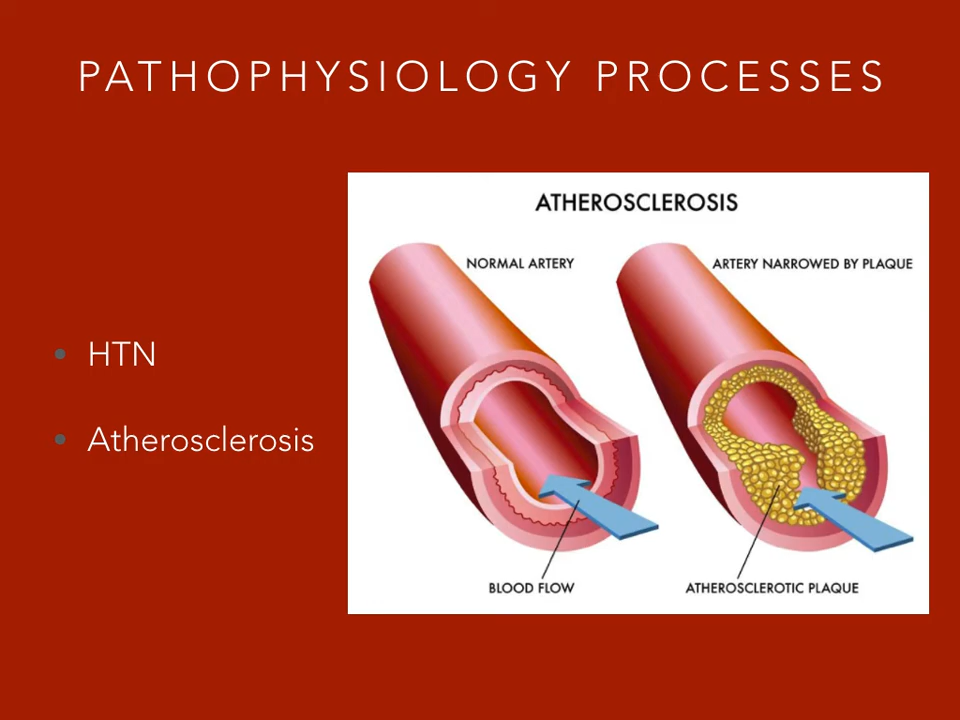 PATHOPHYSIOLOGY PROCESSES
• HTN
• Atherosclerosis
ATHEROSCLEROSIS
NORMAL ARTERY
ARTERY NARROWED BY PLAQUE
BLOOD FLOW
ATHEROSCLEROTIC PLAQUE